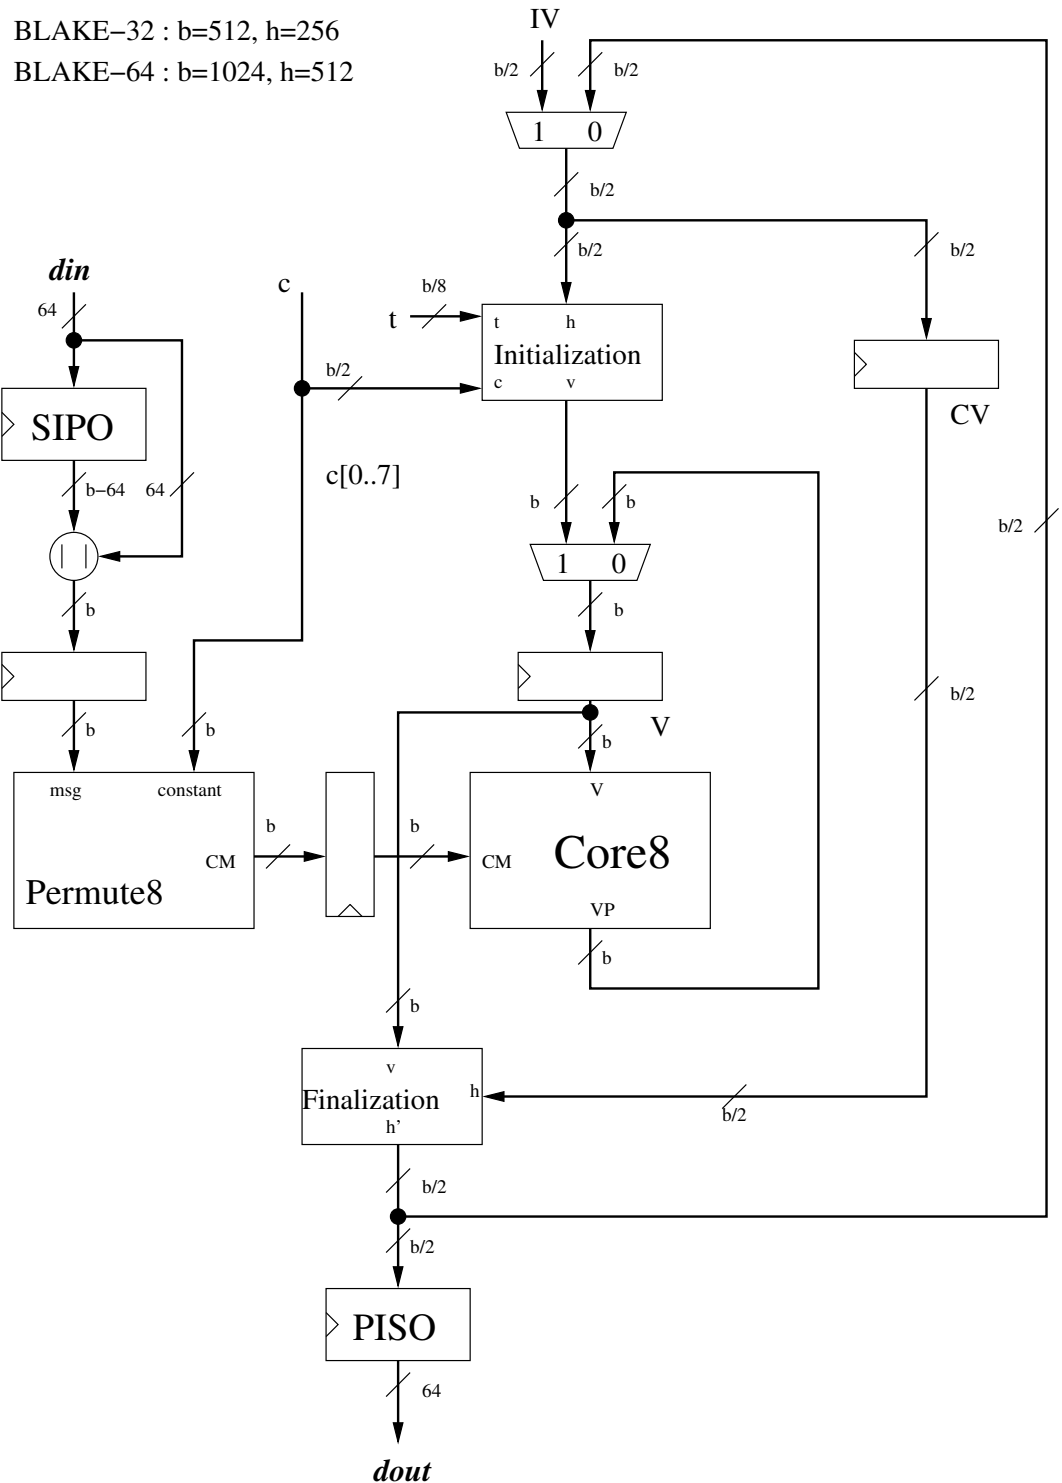 IV
BLAKE−32 : b=512, h=256
BLAKE−64 : b=1024, h=512
b/2
b/2
1 0
b/2
b/2
b/2
din
c
b/8
64
t
t h
Initialization
c v
b/2
CV
SIPO
c[0..7]
b−64
64
b
b
b/2
| |
1 0
b
b
b/2
b
b
V
b
msg
constant
V
b
b
CM
CM
Core8
Permute8
VP
b
b
v
Finalization
h
h'
b/2
b/2
b/2
PISO
64
dout